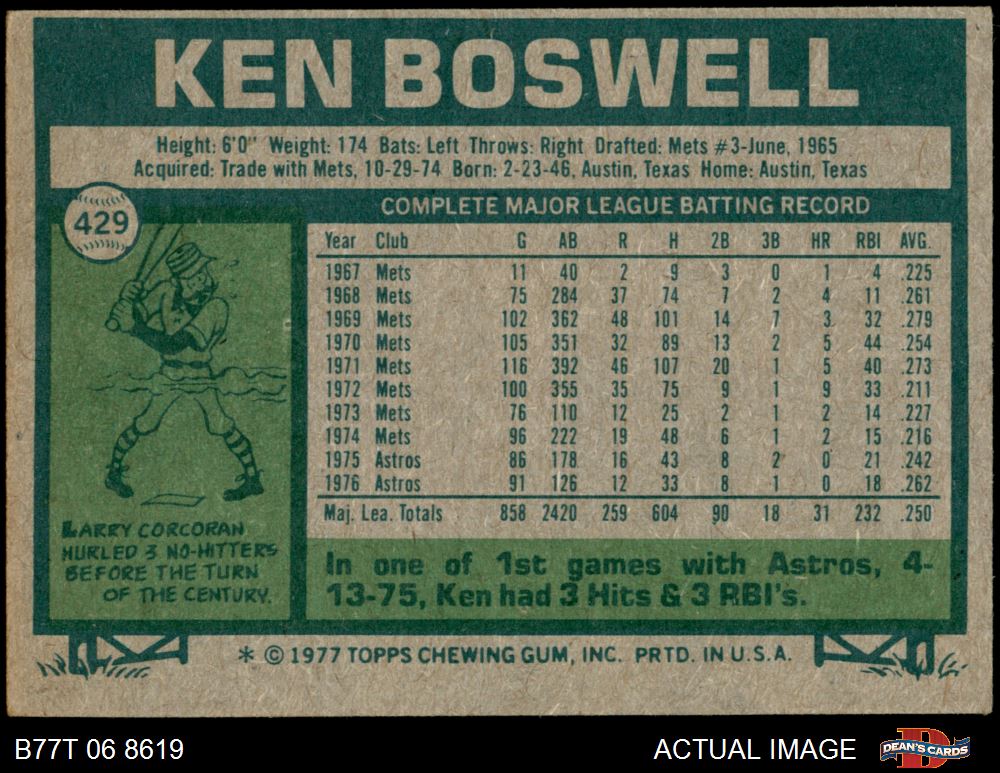 KEN BOSWELL
Height: 6'0" Weight: 174 Bats: Left Throws: Right Drafted: Mets #3-June, 1965
Acquired: Trade with Mets, 10-29-74 Born: 2-23-46, Austin, Texas Home: Austin, Texas
429
COMPLETE MAJOR LEAGUE BATTING RECORD
Year Club G AB R H 2B 3B HR RBI AVG.
1967 Mets 11 40 2 9 3 0 1 4 .225
1968 Mets 75 284 37 74 7 2 4 11 .261
1969 Mets 102 362 48 101 14 7 3 32 .279
1970 Mets 105 351 32 89 13 2 5 44 .254
1971 Mets 116 392 46 107 20 1 5 40 .273
1972 Mets 100 355 35 75 9 1 9 33 .211
1973 Mets 76 110 12 25 2 1 2 14 .227
1974 Mets 96 222 19 48 6 1 2 15 .216
1975 Astros 86 178 16 43 8 2 0 21 .242
1976 Astros 91 126 12 33 8 1 0 18 .262
Maj. Lea. Totals 858 2420 259 604 90 18 31 232 .250
LARRY CORCORAN
HURLED 3 NO-HITTERS
BEFORE THE TURN
OF THE CENTURY.
In one of 1st games with Astros, 4-
13-75, Ken had 3 Hits & 3 RBI's.
* © 1977 TOPPS CHEWING GUM, INC. PRTD. IN U.S.A.
B77T 06 8619
ACTUAL IMAGE
DEAN'S CARDS